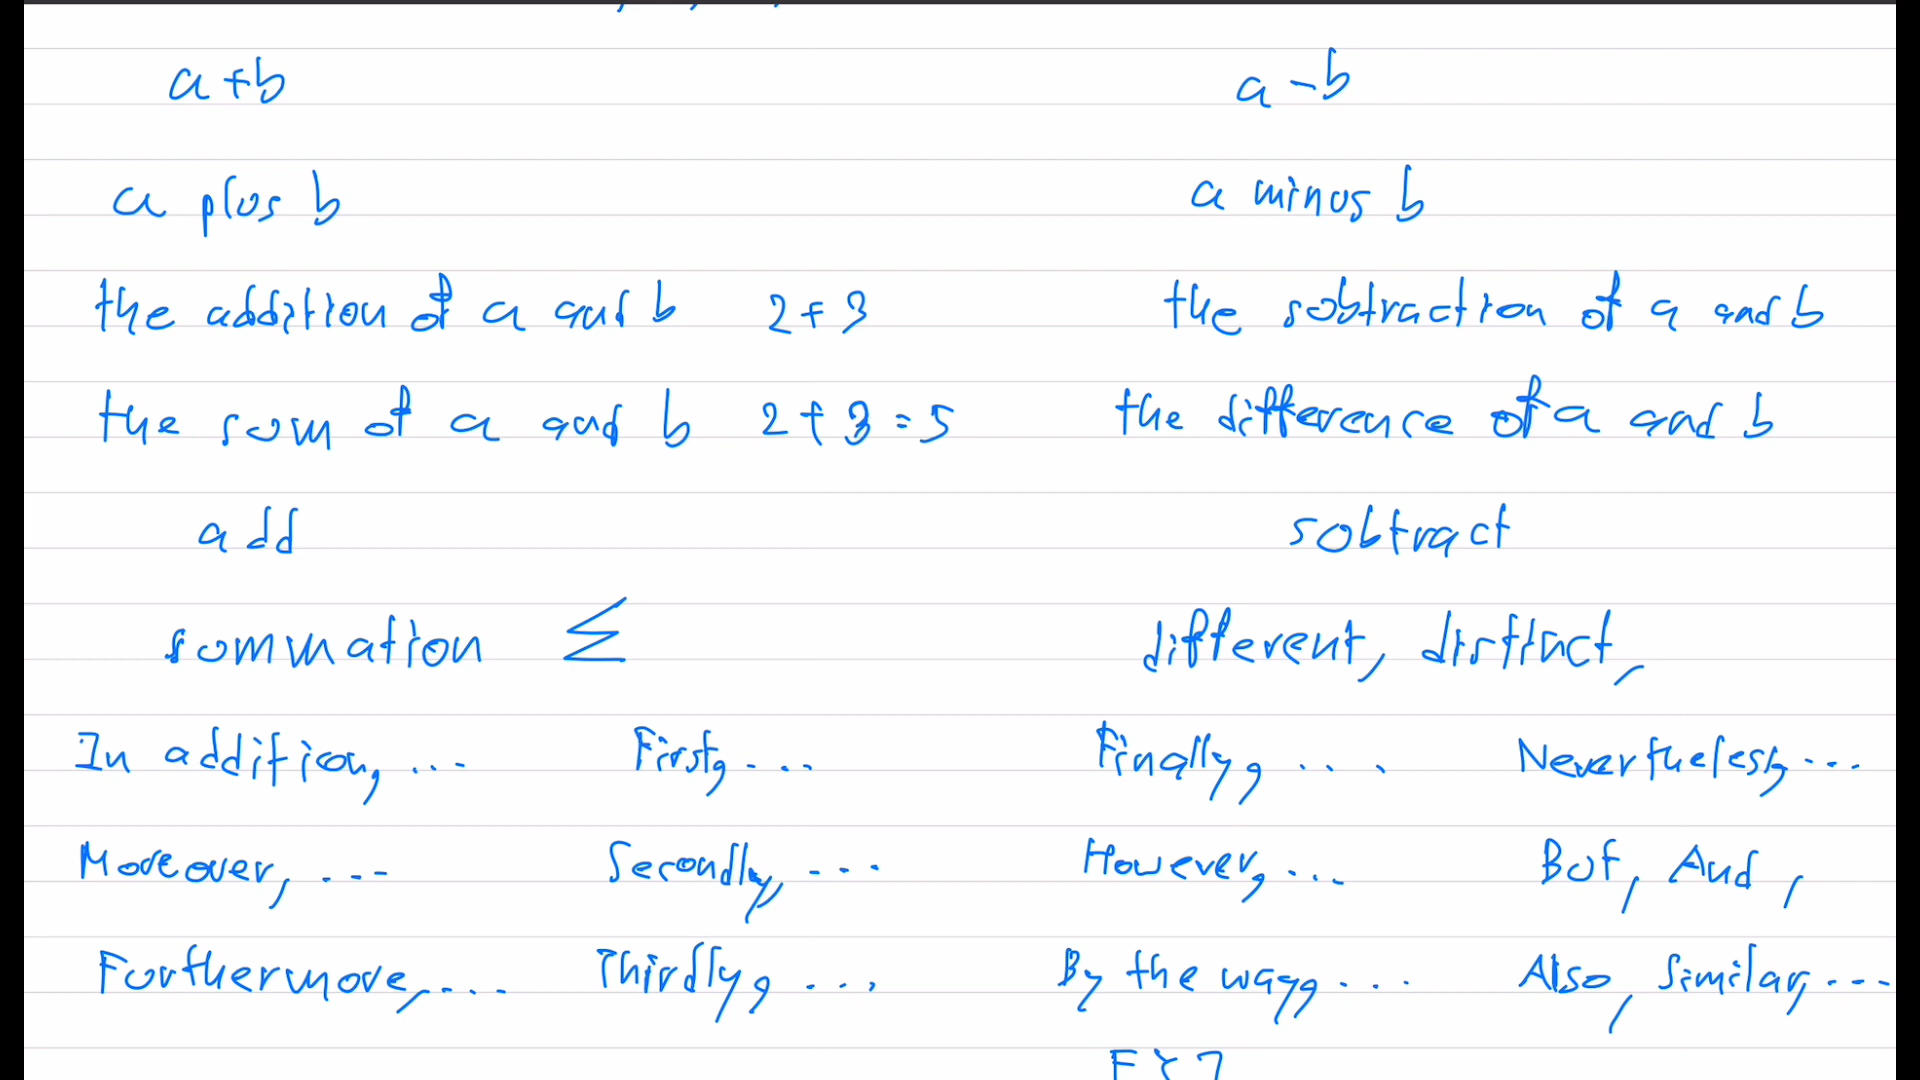 a + b a - b
a plus b a minus b
the addition of a and b 2 + 3 the subtraction of a and b
the sum of a and b 2 + 3 = 5 the difference of a and b
add subtract
summation Σ different, distinct,
In addition, ... First, ... Finally, ... Nevertheless, ...
Moreover, ... Secondly, ... However, ... But, And,
Furthermore, ... Thirdly, ... By the way, ... Also, Similar, ...